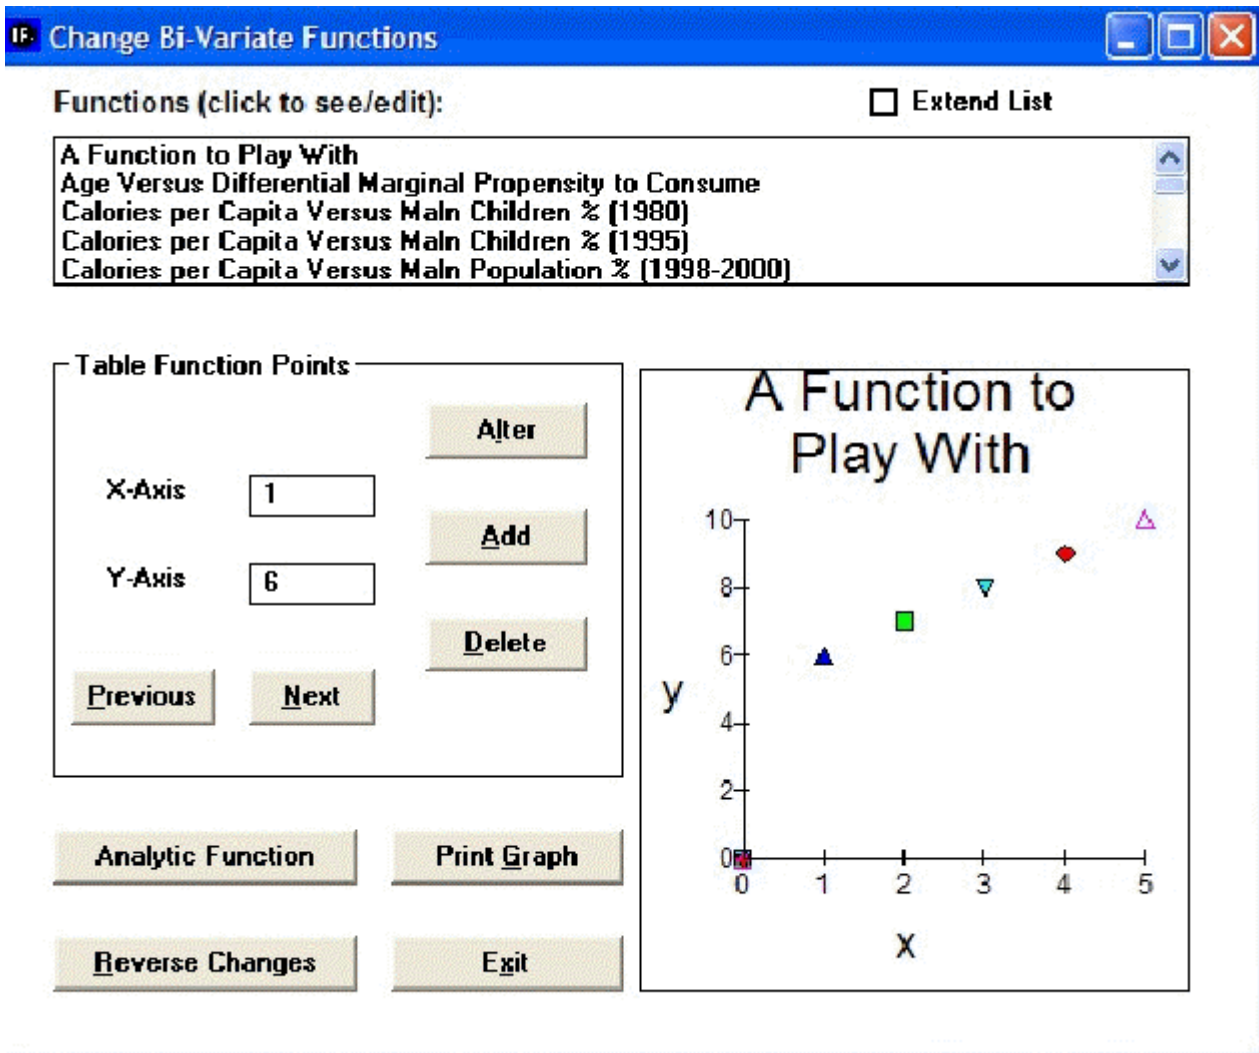 IF.
Change Bi-Variate Functions
Functions (click to see/edit):
Extend List
A Function to Play With
Age Versus Differential Marginal Propensity to Consume
Calories per Capita Versus Maln Children % (1980)
Calories per Capita Versus Maln Children % (1995)
Calories per Capita Versus Maln Population % (1998-2000)
Table Function Points
Alter
X-Axis
1
Add
Y-Axis
6
Delete
Previous
Next
Analytic Function
Print Graph
Reverse Changes
Exit
A Function to
Play With
10
8
6
y
4
2
0
0 1 2 3 4 5
x